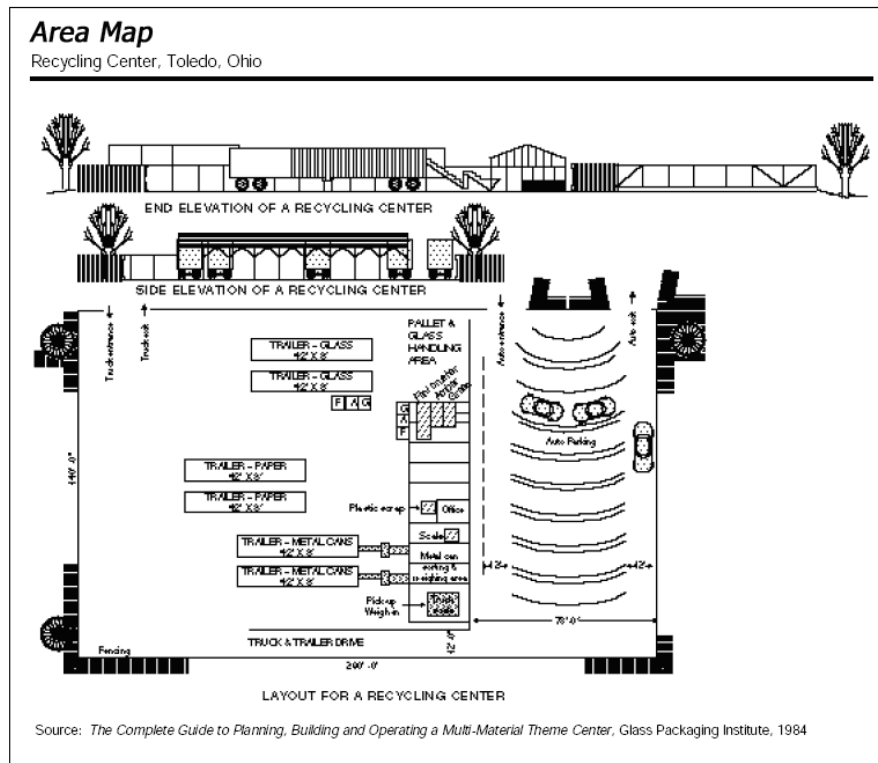 Area Map
Recycling Center, Toledo, Ohio
END ELEVATION OF A RECYCLING CENTER
SIDE ELEVATION OF A RECYCLING CENTER
Truck entrance
Truck exit
TRAILER - GLASS
42' X 8'
TRAILER - GLASS
42' X 8'
F A G
PALLET &
GLASS
HANDLING
AREA
Flint
Amber
Green
G
A
F
Auto entrance
Auto exit
Auto Parking
140'-0"
TRAILER - PAPER
42' X 8'
TRAILER - PAPER
42' X 8'
Plastic scrap
Office
Scale
TRAILER - METAL CANS
42' X 8'
TRAILER - METAL CANS
42' X 8'
Metal can
sorting &
weighing area
12'
12'
Pick up
Weigh in
Truck
scale
78'-0"
12'-0"
TRUCK & TRAILER DRIVE
Fencing
200'-0"
LAYOUT FOR A RECYCLING CENTER
Source: The Complete Guide to Planning, Building and Operating a Multi-Material Theme Center, Glass Packaging Institute, 1984